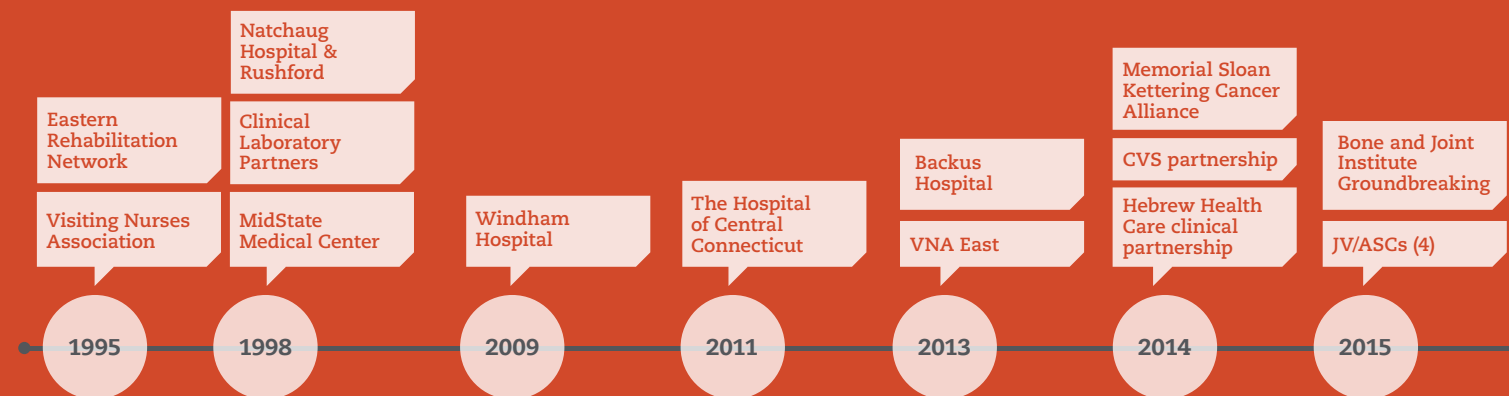 Eastern
Rehabilitation
Network
Visiting Nurses
Association
1995
Natchaug
Hospital &
Rushford
Clinical
Laboratory
Partners
MidState
Medical Center
1998
Windham
Hospital
2009
The Hospital
of Central
Connecticut
2011
Backus
Hospital
VNA East
2013
Memorial Sloan
Kettering Cancer
Alliance
CVS partnership
Hebrew Health
Care clinical
partnership
2014
Bone and Joint
Institute
Groundbreaking
JV/ASCs (4)
2015